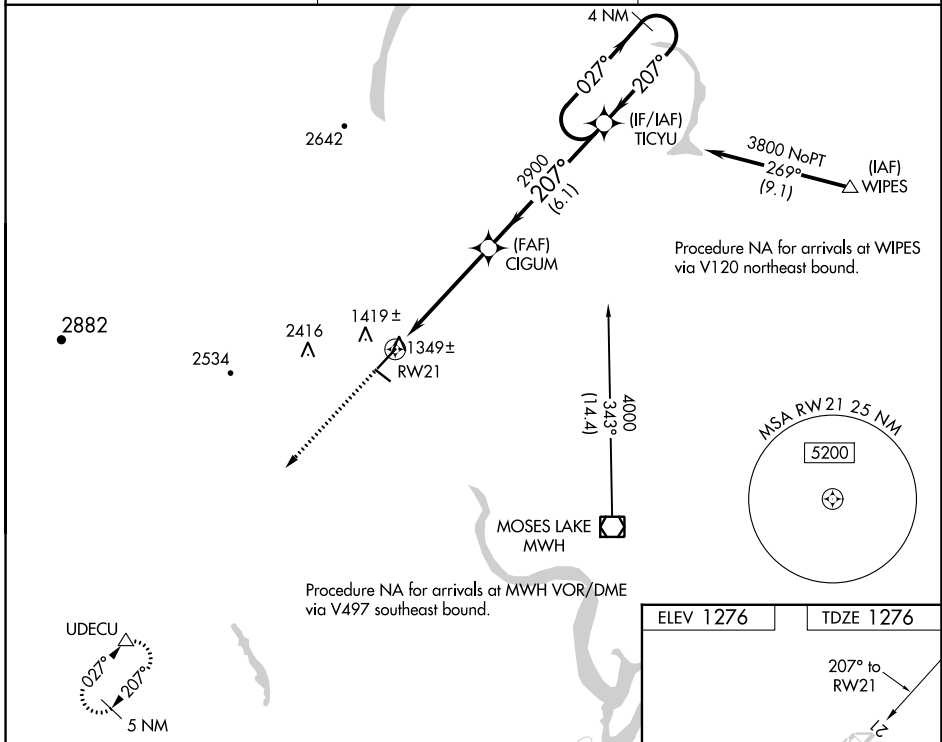 4 NM
027°
207°
(IF/IAF)
TICYU
2642
3800 NoPT
269°
(9.1)
(IAF)
WIPES
2900
207°
(6.1)
(FAF)
CIGUM
Procedure NA for arrivals at WIPES
via V120 northeast bound.
2882
2534
2416
1419±
1349±
RW21
4000
343°
(14.4)
MSA RW21 25 NM
5200
MOSES LAKE
MWH
Procedure NA for arrivals at MWH VOR/DME
via V497 southeast bound.
UDECU
027°
207°
5 NM
ELEV 1276
TDZE 1276
207° to
RW21
21